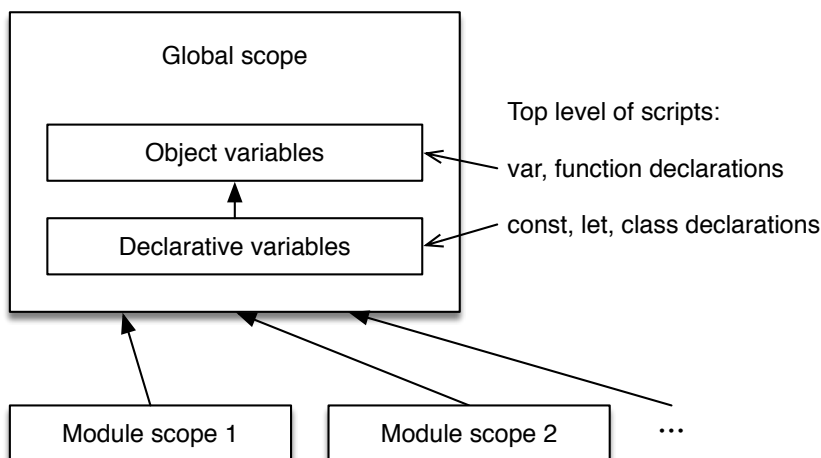 Global scope
Object variables
Declarative variables
Top level of scripts:
var, function declarations
const, let, class declarations
Module scope 1
Module scope 2
...